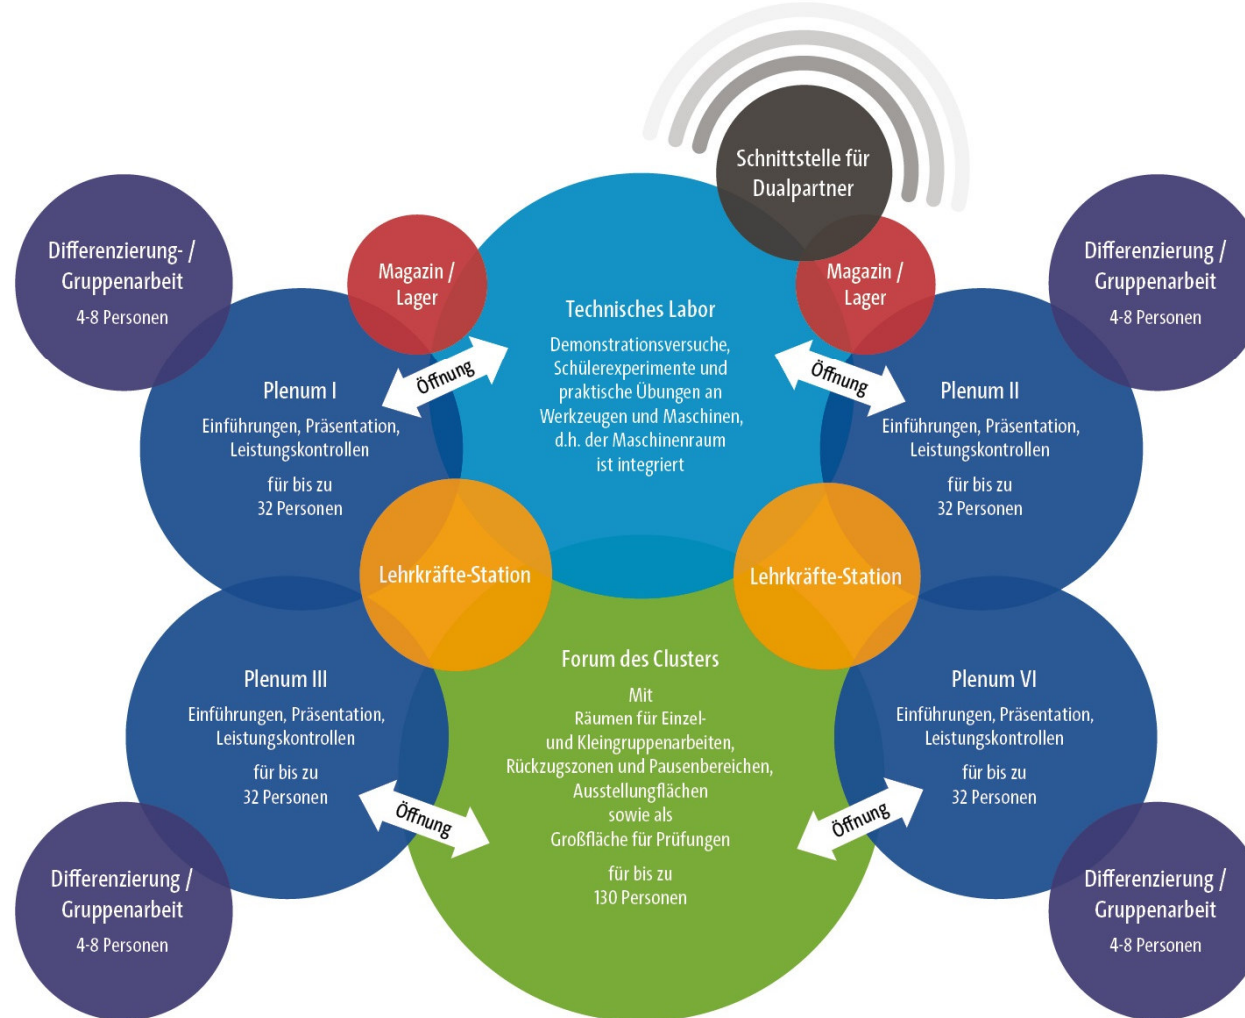 Schnittstelle für
Dualpartner
Differenzierung- /
Gruppenarbeit
4-8 Personen
Magazin /
Lager
Magazin /
Lager
Differenzierung /
Gruppenarbeit
4-8 Personen
Technisches Labor
Demonstrationsversuche,
Schülerexperimente und
praktische Übungen an
Werkzeugen und Maschinen,
d.h. der Maschinenraum
ist integriert
Öffnung
Öffnung
Plenum I
Einführungen, Präsentation,
Leistungskontrollen
für bis zu
32 Personen
Plenum II
Einführungen, Präsentation,
Leistungskontrollen
für bis zu
32 Personen
Lehrkräfte-Station
Lehrkräfte-Station
Plenum III
Einführungen, Präsentation,
Leistungskontrollen
für bis zu
32 Personen
Forum des Clusters
Mit
Räumen für Einzel-
und Kleingruppenarbeiten,
Rückzugszonen und Pausenbereichen,
Ausstellungflächen
sowie als
Großfläche für Prüfungen
für bis zu
130 Personen
Plenum VI
Einführungen, Präsentation,
Leistungskontrollen
für bis zu
32 Personen
Öffnung
Öffnung
Differenzierung /
Gruppenarbeit
4-8 Personen
Differenzierung /
Gruppenarbeit
4-8 Personen